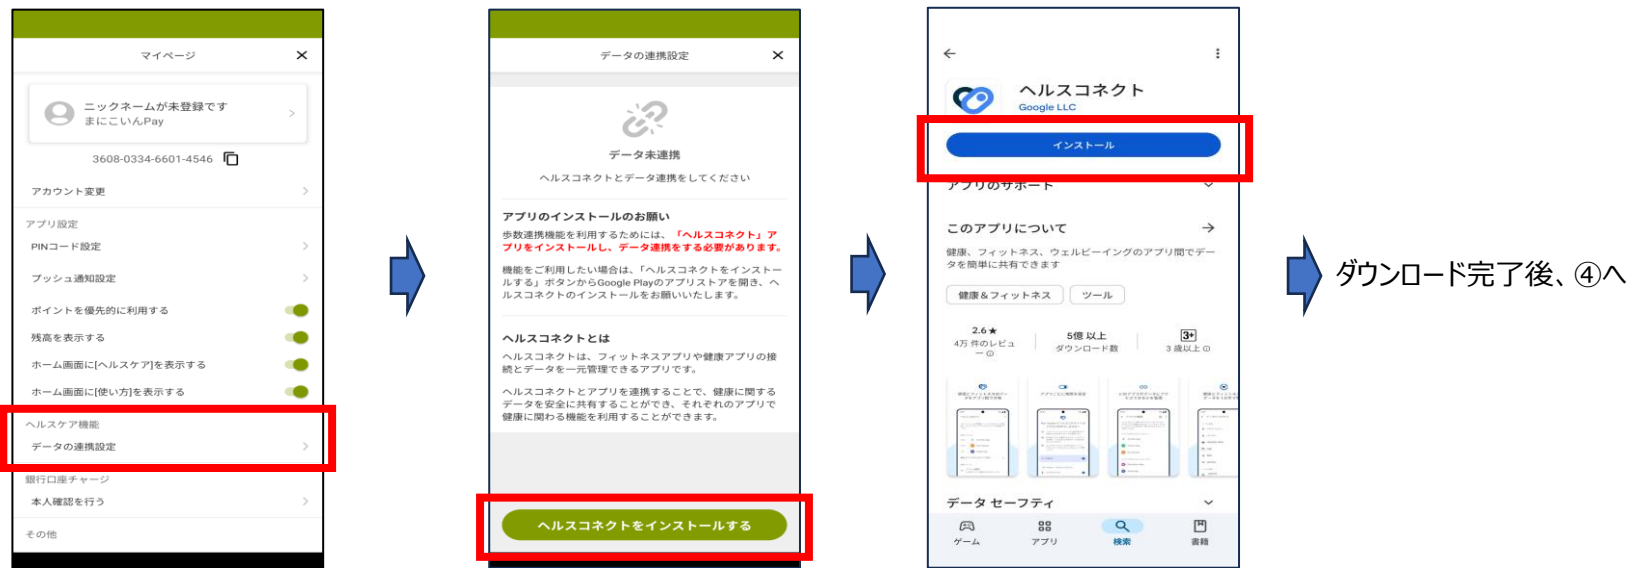 マイページ
×
ニックネームが未登録です
まにこいんPay
3608-0334-6601-4546
アカウント変更
アプリ設定
PINコード設定
プッシュ通知設定
ポイントを優先的に利用する
残高を表示する
ホーム画面に[ヘルスケア]を表示する
ホーム画面に[使い方]を表示する
ヘルスケア機能
データの連携設定
銀行口座チャージ
本人確認を行う
その他
データの連携設定
×
データ未連携
ヘルスコネクトとデータ連携をしてください
アプリのインストールのお願い
歩数連携機能を利用するためには、「ヘルスコネクト」ア
プリをインストールし、データ連携をする必要があります。
機能をご利用したい場合は、「ヘルスコネクトをインストー
ルする」ボタンからGoogle Playのアプリストアを開き、ヘ
ルスコネクトのインストールをお願いいたします。
ヘルスコネクトとは
ヘルスコネクトは、フィットネスアプリや健康アプリの接
続とデータを一元管理できるアプリです。
ヘルスコネクトとアプリを連携することで、健康に関する
データを安全に共有することができ、それぞれのアプリで
健康に関わる機能を利用することができます。
ヘルスコネクトをインストールする
ヘルスコネクト
Google LLC
インストール
アプリのサポート
このアプリについて
健康、フィットネス、ウェルビーイングのアプリ間でデー
タを簡単に共有できます
健康＆フィットネス
ツール
2.6★
4万 件のレビュ
ー
5億 以上
ダウンロード数
3+
3 歳以上
データ セーフティ
ゲーム
アプリ
検索
書籍
ダウンロード完了後、④へ